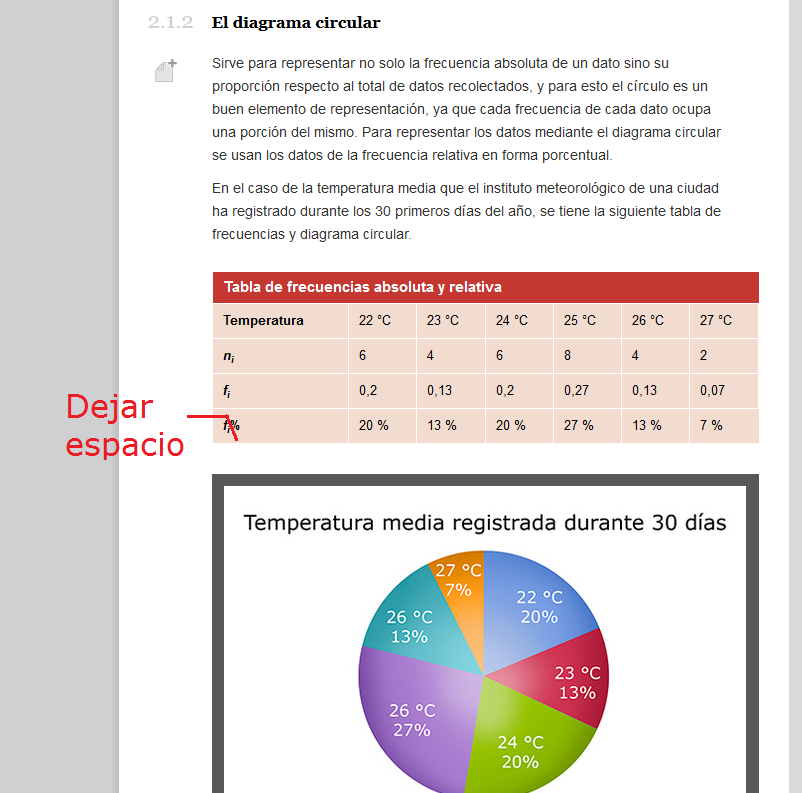 2.1.2 El diagrama circular
Sirve para representar no solo la frecuencia absoluta de un dato sino su
proporción respecto al total de datos recolectados, y para esto el círculo es un
buen elemento de representación, ya que cada frecuencia de cada dato ocupa
una porción del mismo. Para representar los datos mediante el diagrama circular
se usan los datos de la frecuencia relativa en forma porcentual.
En el caso de la temperatura media que el instituto meteorológico de una ciudad
ha registrado durante los 30 primeros días del año, se tiene la siguiente tabla de
frecuencias y diagrama circular.
Tabla de frecuencias absoluta y relativa
Temperatura 22 °C 23 °C 24 °C 25 °C 26 °C 27 °C
ni 6 4 6 8 4 2
fi 0,2 0,13 0,2 0,27 0,13 0,07
fi% 20 % 13 % 20 % 27 % 13 % 7 %
Dejar
espacio
Temperatura media registrada durante 30 días
27 °C
7%
22 °C
20%
26 °C
13%
23 °C
13%
26 °C
27%
24 °C
20%